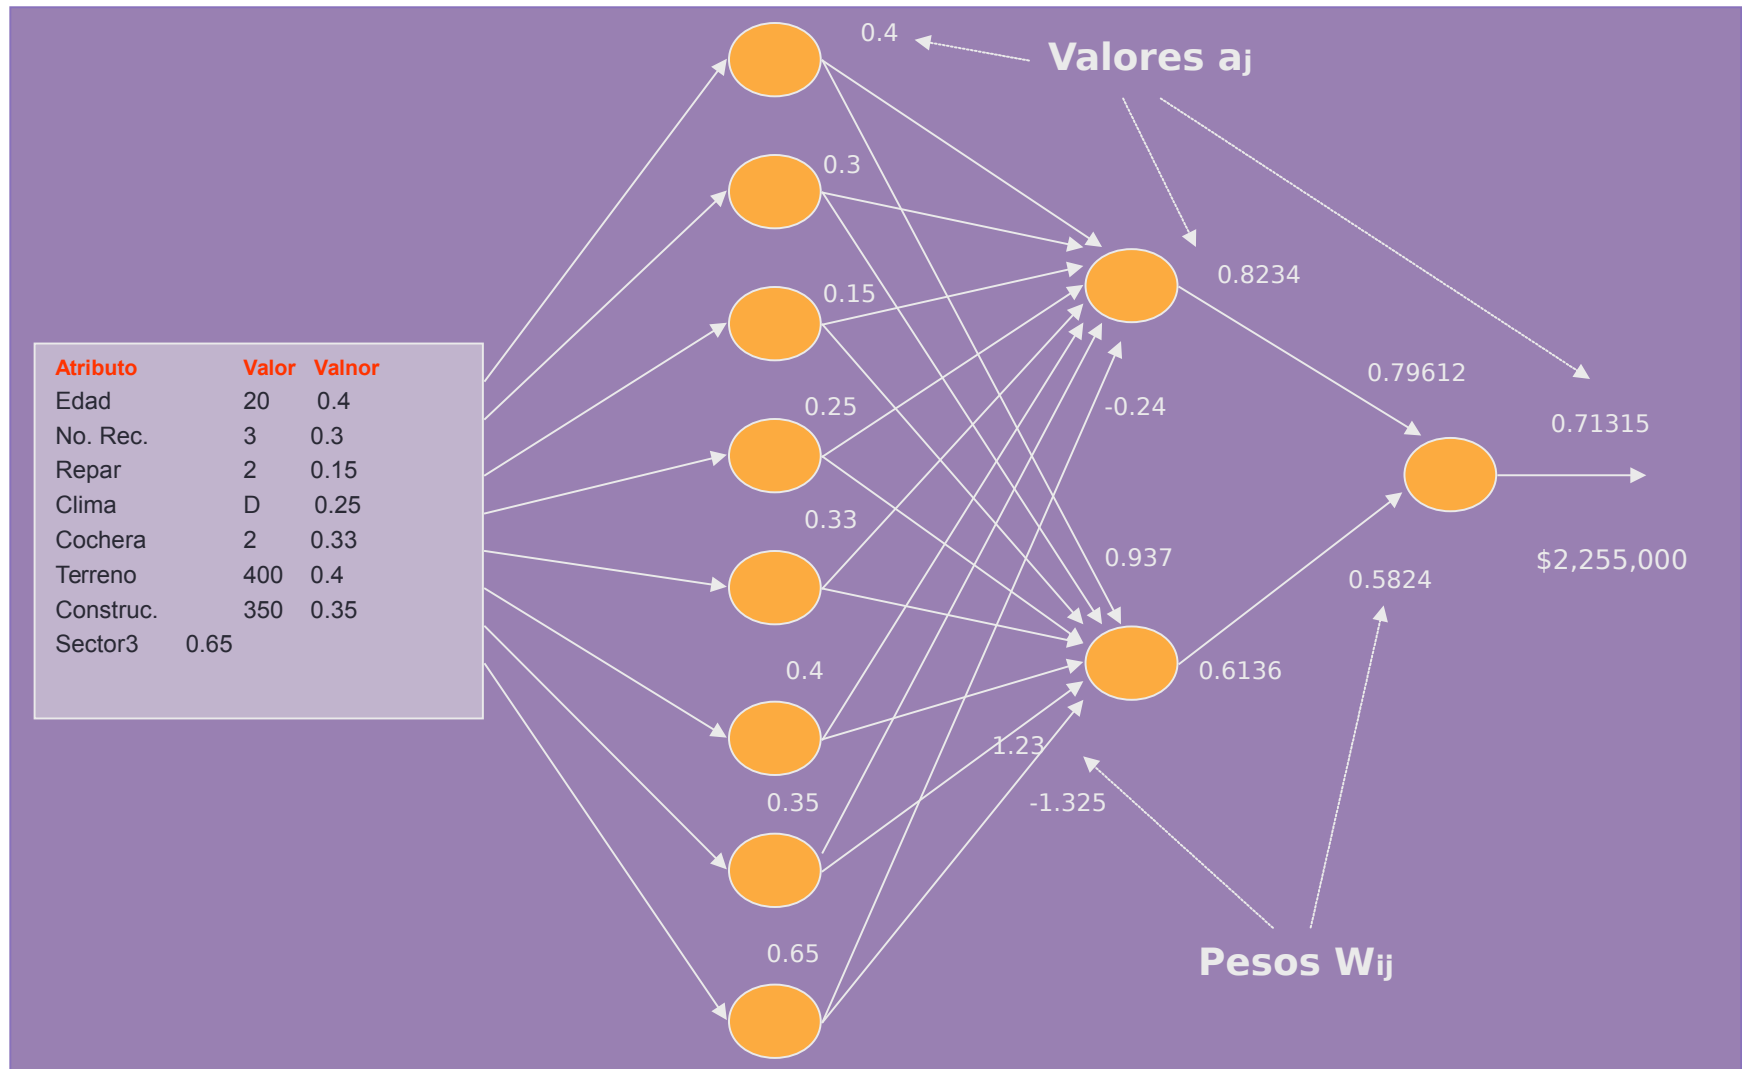 0.4
Valores aj
0.3
0.15
0.8234
Atributo Valor Valnor
Edad 20 0.4
No. Rec. 3 0.3
Repar 2 0.15
Clima D 0.25
Cochera 2 0.33
Terreno 400 0.4
Construc. 350 0.35
Sector3 0.65
0.79612
0.25
-0.24
0.71315
0.33
0.937
0.5824
$2,255,000
0.4
0.6136
1.23
0.35
-1.325
0.65
Pesos Wij